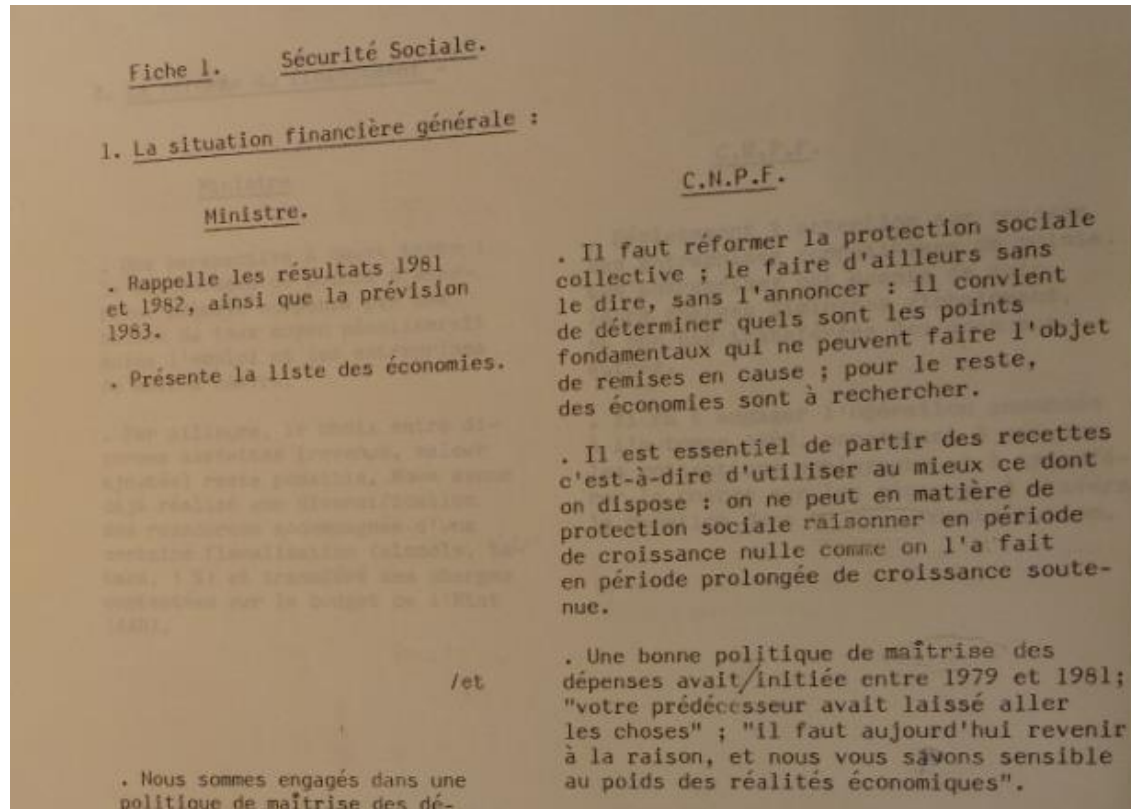 Fiche 1. Sécurité Sociale.
1. La situation financière générale :
Ministre.
. Rappelle les résultats 1981
et 1982, ainsi que la prévision
1983.
. Présente la liste des économies.
/et
. Nous sommes engagés dans une
politique de maîtrise des dé-
C.N.P.F.
. Il faut réformer la protection sociale
collective ; le faire d'ailleurs sans
le dire, sans l'annoncer : il convient
de déterminer quels sont les points
fondamentaux qui ne peuvent faire l'objet
de remises en cause ; pour le reste,
des économies sont à rechercher.
. Il est essentiel de partir des recettes
c'est-à-dire d'utiliser au mieux ce dont
on dispose : on ne peut en matière de
protection sociale raisonner en période
de croissance nulle comme on l'a fait
en période prolongée de croissance soute-
nue.
. Une bonne politique de maîtrise des
dépenses avait/initiée entre 1979 et 1981;
"votre prédécesseur avait laissé aller
les choses" ; "il faut aujourd'hui revenir
à la raison, et nous vous savons sensible
au poids des réalités économiques".